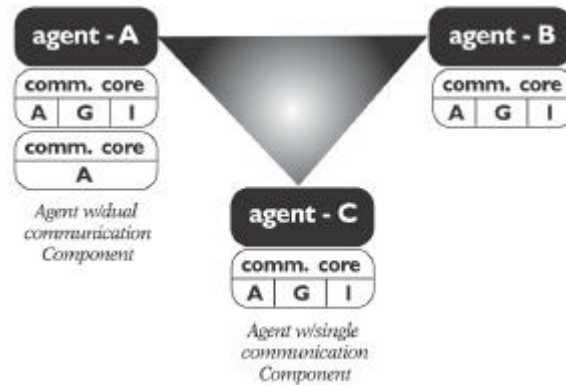 agent - A
comm. core
A G I
comm. core
A
Agent w/dual
communication
Component
agent - B
comm. core
A G I
agent - C
comm. core
A G I
Agent w/single
communication
Component